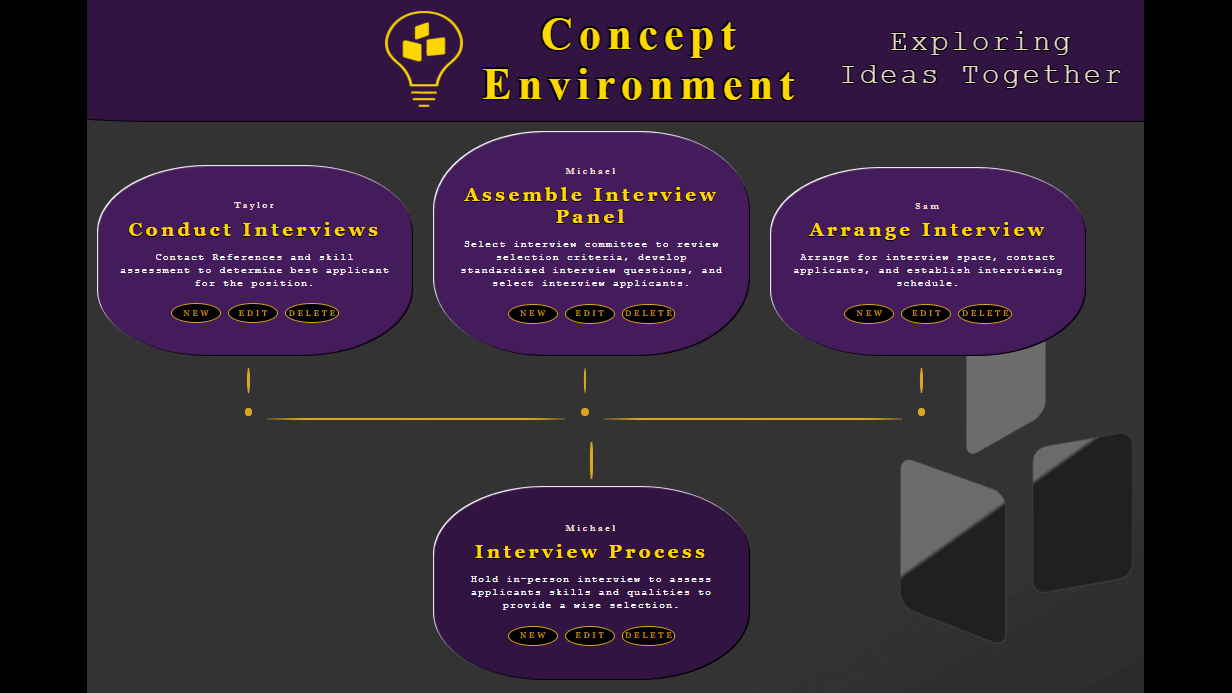 Concept
Environment
Exploring
Ideas Together
Taylor
Conduct Interviews
Contact References and skill
assessment to determine best applicant
for the position.
NEW EDIT DELETE
Michael
Assemble Interview
Panel
Select interview committee to review
selection criteria, develop
standardized interview questions, and
select interview applicants.
NEW EDIT DELETE
Sam
Arrange Interview
Arrange for interview space, contact
applicants, and establish interviewing
schedule.
NEW EDIT DELETE
Michael
Interview Process
Hold in-person interview to assess
applicants skills and qualities to
provide a wise selection.
NEW EDIT DELETE